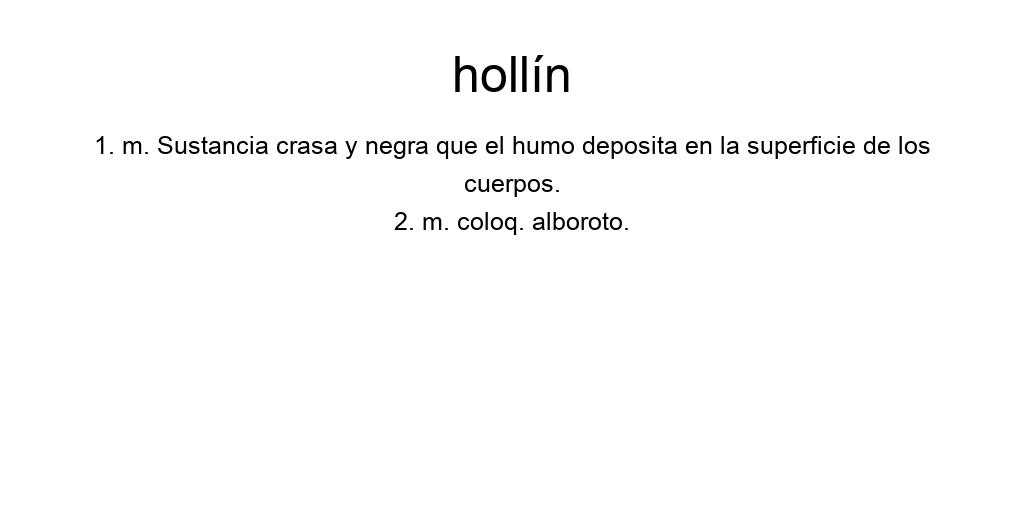 hollín
1. m. Sustancia crasa y negra que el humo deposita en la superficie de los
cuerpos.
2. m. coloq. alboroto.